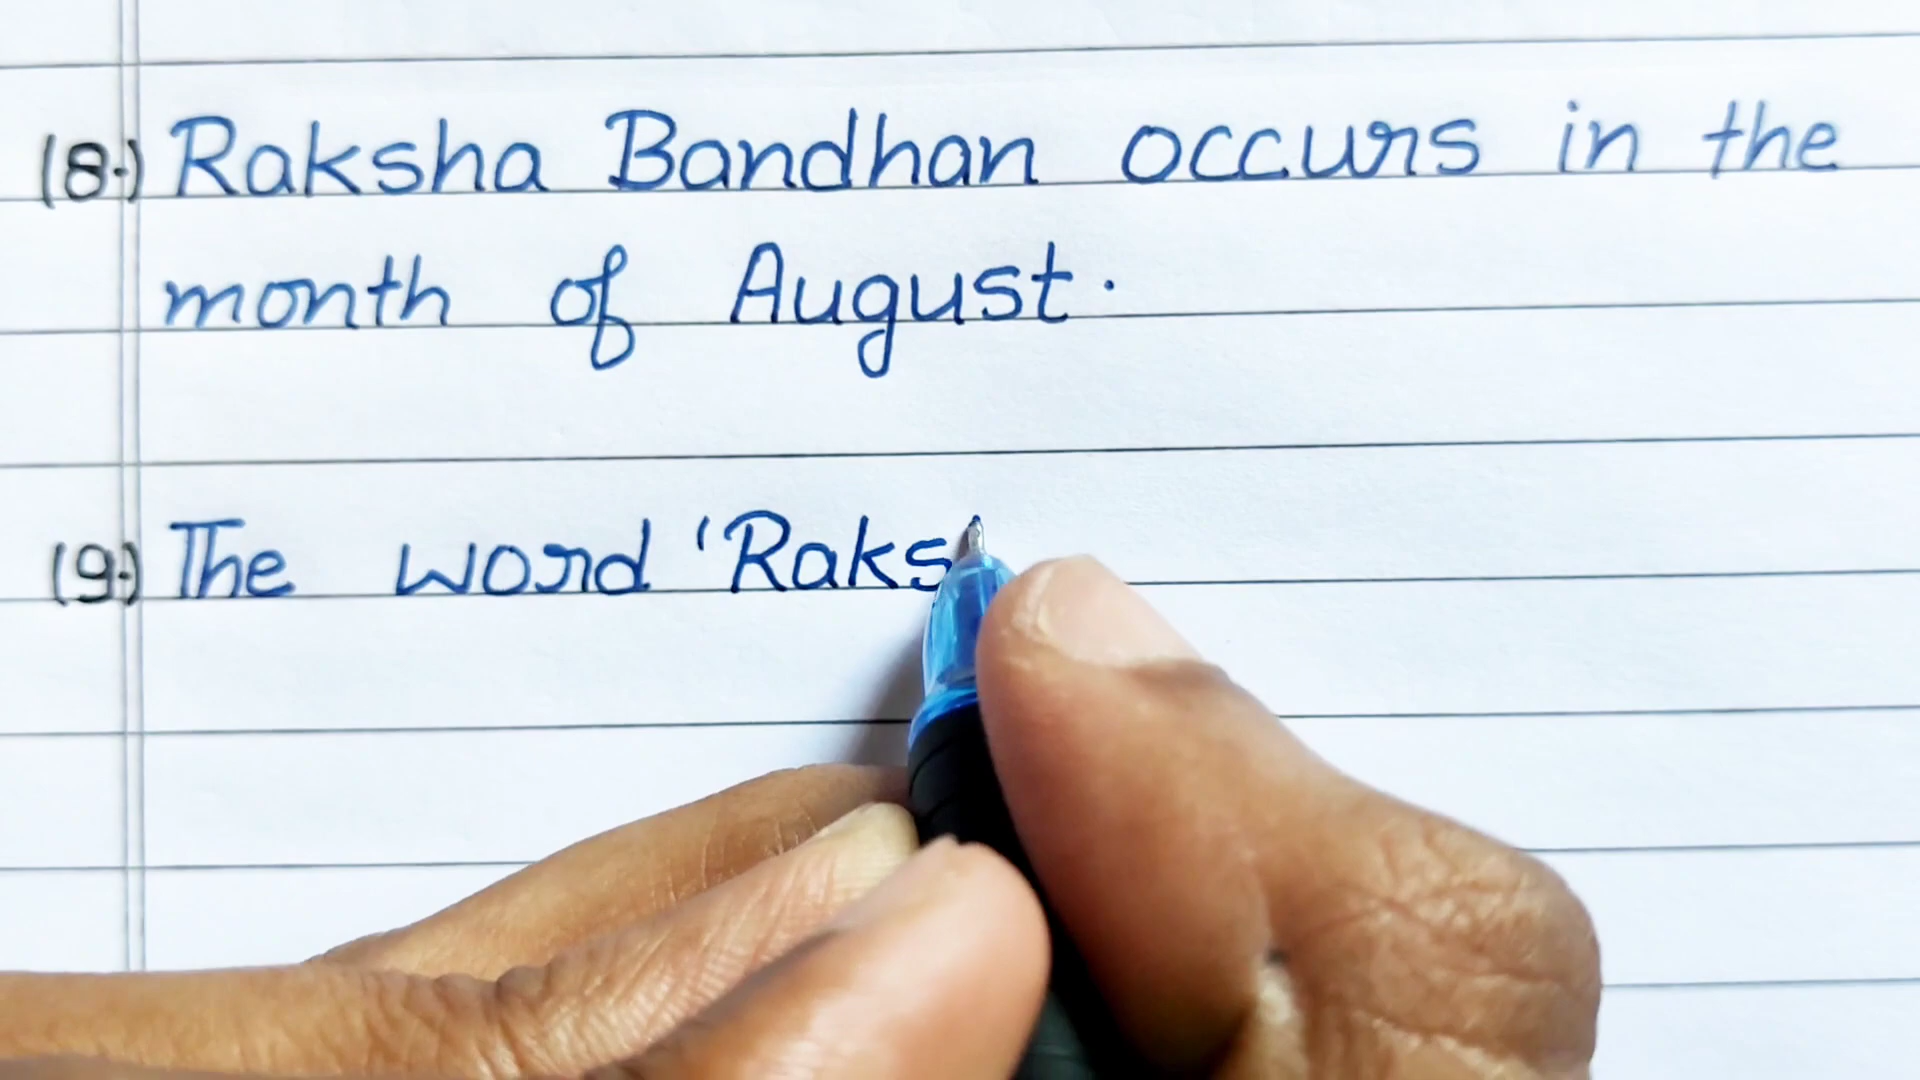 (8.) Raksha Bandhan occurs in the
month of August.
(9.) The word 'Raks